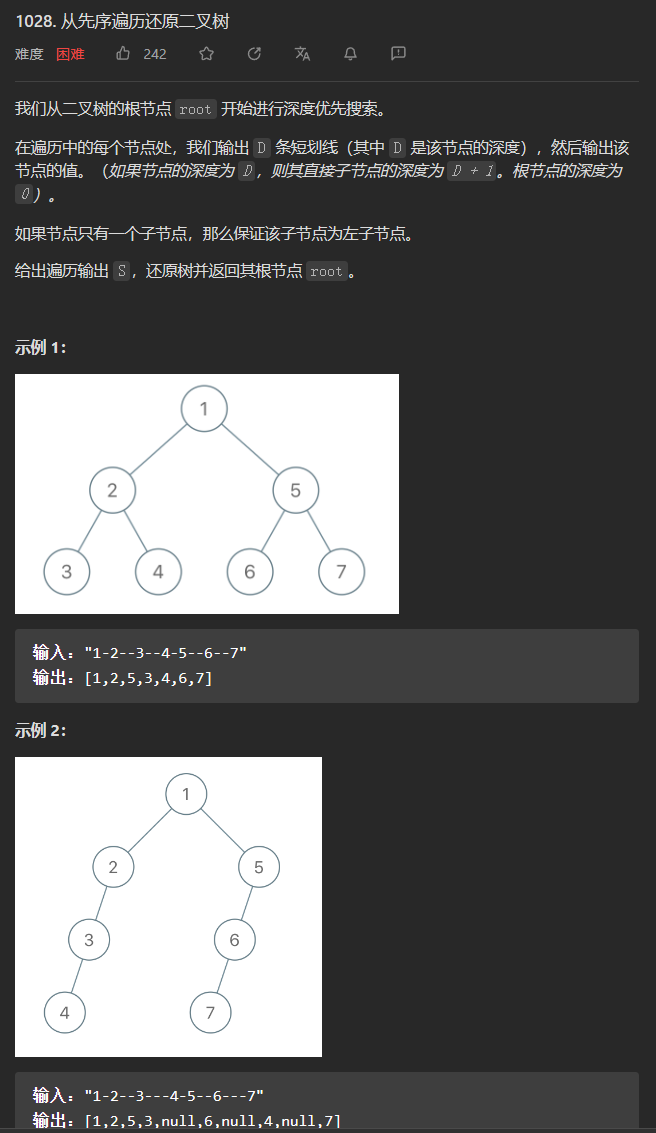 1028. 从先序遍历还原二叉树
难度 困难 242
我们从二叉树的根节点 root 开始进行深度优先搜索。
在遍历中的每个节点处，我们输出 D 条短划线（其中 D 是该节点的深度），然后输出该
节点的值。（如果节点的深度为 D，则其直接子节点的深度为 D + 1。根节点的深度为
0）。
如果节点只有一个子节点，那么保证该子节点为左子节点。
给出遍历输出 S，还原树并返回其根节点 root。
示例 1：
1
2 5
3 4 6 7
输入："1-2--3--4-5--6--7"
输出：[1,2,5,3,4,6,7]
示例 2：
1
2 5
3 6
4 7
输入："1-2--3---4-5--6---7"
输出：[1,2,5,3,null,6,null,4,null,7]